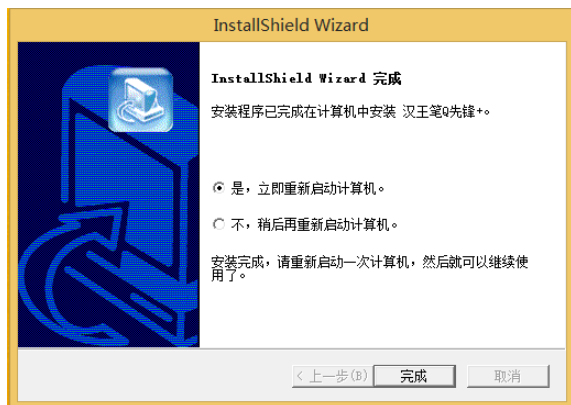 InstallShield Wizard
InstallShield Wizard 完成
安装程序已完成在计算机中安装 汉王笔Q先锋+。
是，立即重新启动计算机。
不，稍后再重新启动计算机。
安装完成，请重新启动一次计算机，然后就可以继续使
用了。
< 上一步(B)
完成
取消